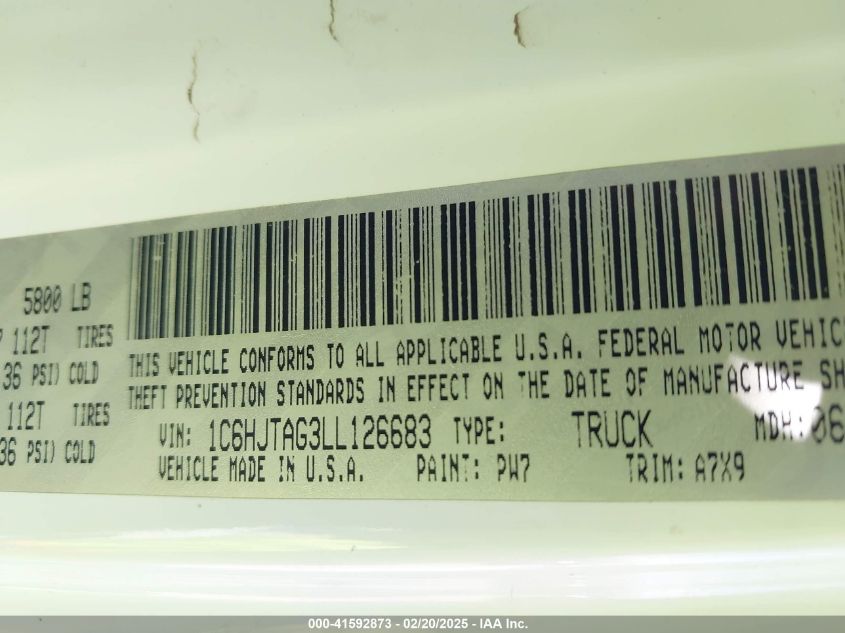 5800 LB
112T TIRES
36 PSI) COLD
112T TIRES
36 PSI) COLD
THIS VEHICLE CONFORMS TO ALL APPLICABLE U.S.A. FEDERAL MOTOR
THEFT PREVENTION STANDARDS IN EFFECT ON THE DATE OF MANUFACTURE
VIN: 1C6HJTAG3LL126683 TYPE: TRUCK MDH: 06
VEHICLE MADE IN U.S.A. PAINT: PW7 TRIM: A7X9
000-41592873 - 02/20/2025 - IAA Inc.